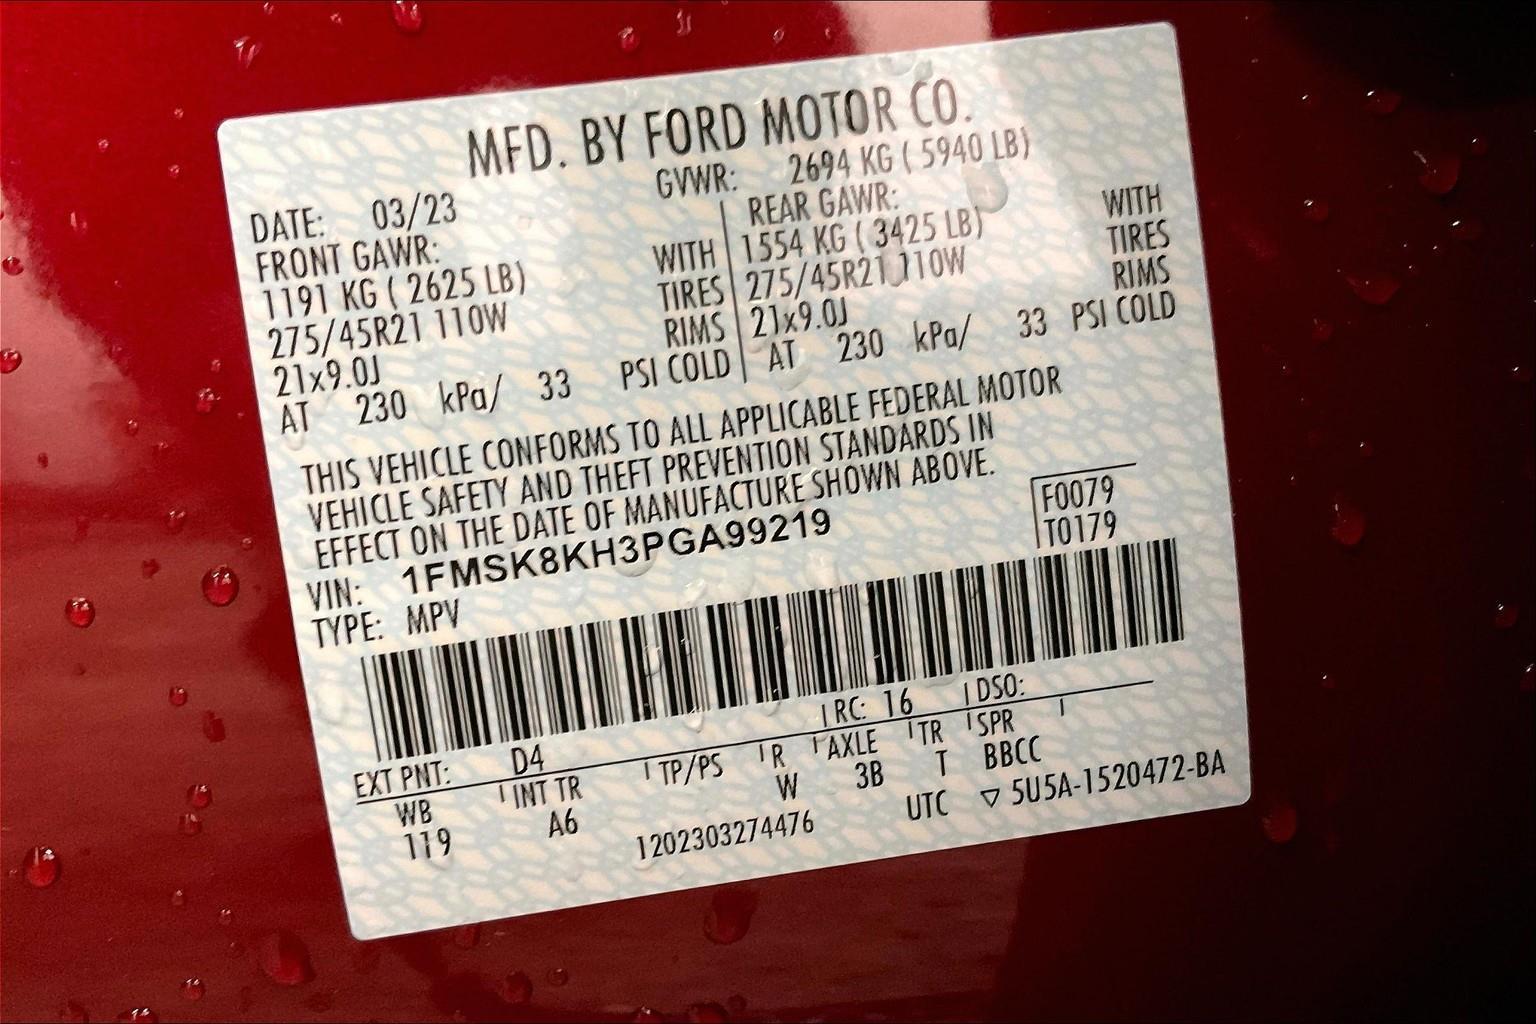 MFD. BY FORD MOTOR CO.
DATE: 03/23 GVWR: 2694 KG ( 5940 LB)
FRONT GAWR: REAR GAWR:
1191 KG ( 2625 LB) WITH 1554 KG ( 3425 LB) WITH
275/45R21 110W TIRES 275/45R21 110W TIRES
21x9.0J RIMS 21x9.0J RIMS
AT 230 kPa/ 33 PSI COLD AT 230 kPa/ 33 PSI COLD
THIS VEHICLE CONFORMS TO ALL APPLICABLE FEDERAL MOTOR
VEHICLE SAFETY AND THEFT PREVENTION STANDARDS IN
EFFECT ON THE DATE OF MANUFACTURE SHOWN ABOVE.
VIN: 1FMSK8KH3PGA99219 F0079
TYPE: MPV T0179
EXT PNT: D4 RC: 16 DSO:
WB INT TR TP/PS R AXLE TR SPR
119 A6 W 3B T BBCC
1202303274476 UTC ▽ 5U5A-1520472-BA